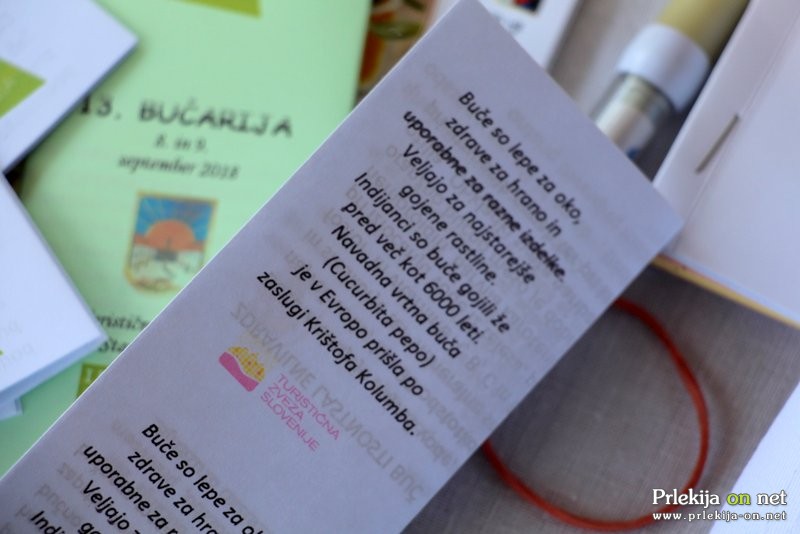 13. BUČARIJA
8. in 9.
september 2018
Buče so lepe za oko,
zdrave za hrano in
uporabne za razne izdelke.
Veljajo za najstarejše
gojene rastline.
Indijanci so buče gojili že
pred več kot 6000 leti.
Navadna vrtna buča
(Cucurbita pepo)
je v Evropo prišla po
zaslugi Krištofa Kolumba.
TURISTIČNA
ZVEZA
SLOVENIJE
Buče so lepe za
zdrave za
uporabne za
Veljajo
Prlekija on net
www.prlekija-on.net